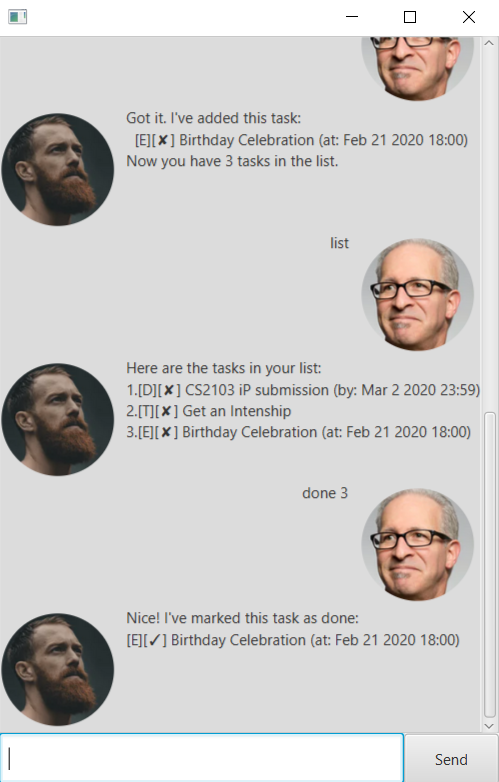 Got it. I've added this task:
[E][✘] Birthday Celebration (at: Feb 21 2020 18:00)
Now you have 3 tasks in the list.
list
Here are the tasks in your list:
1.[D][✘] CS2103 iP submission (by: Mar 2 2020 23:59)
2.[T][✘] Get an Intenship
3.[E][✘] Birthday Celebration (at: Feb 21 2020 18:00)
done 3
Nice! I've marked this task as done:
[E][✓] Birthday Celebration (at: Feb 21 2020 18:00)
Send